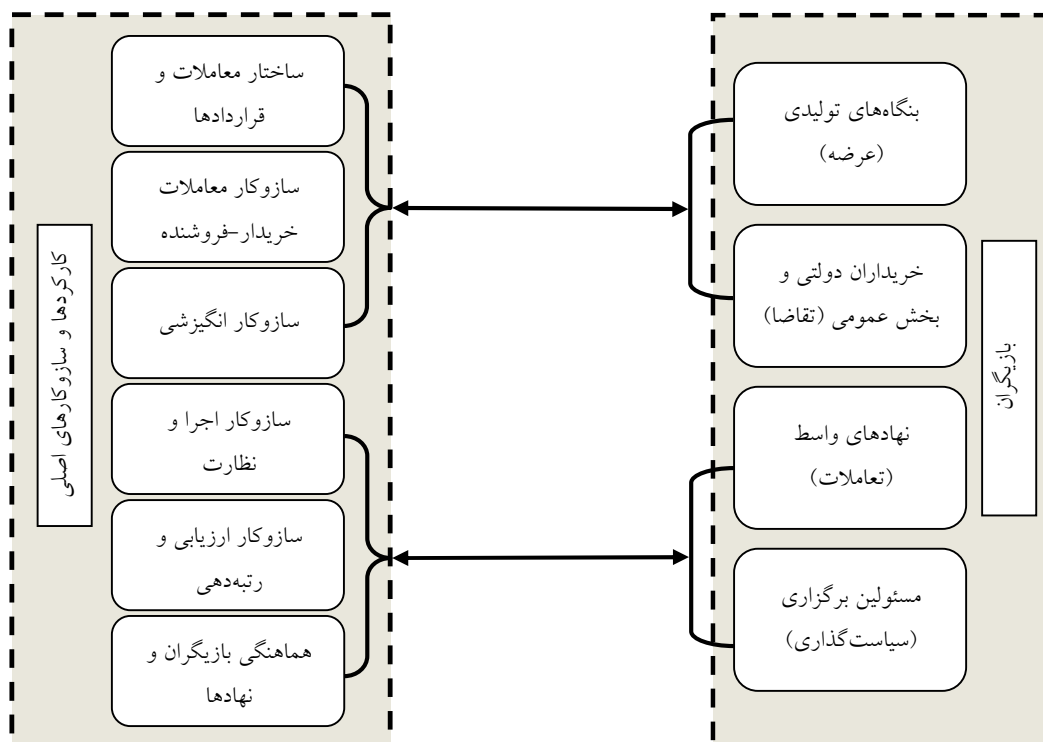 بازیگران
بنگاه‌های تولیدی
(عرضه)
خریداران دولتی و
بخش عمومی (تقاضا)
نهادهای واسط
(تعاملات)
مسئولین برگزاری
(سیاست‌گذاری)
ساختار معاملات و
قراردادها
سازوکار معاملات
خریدار-فروشنده
سازوکار انگیزشی
سازوکار اجرا و
نظارت
سازوکار ارزیابی و
رتبه‌دهی
هماهنگی بازیگران و
نهادها
کارکردها و سازوکارهای اصلی